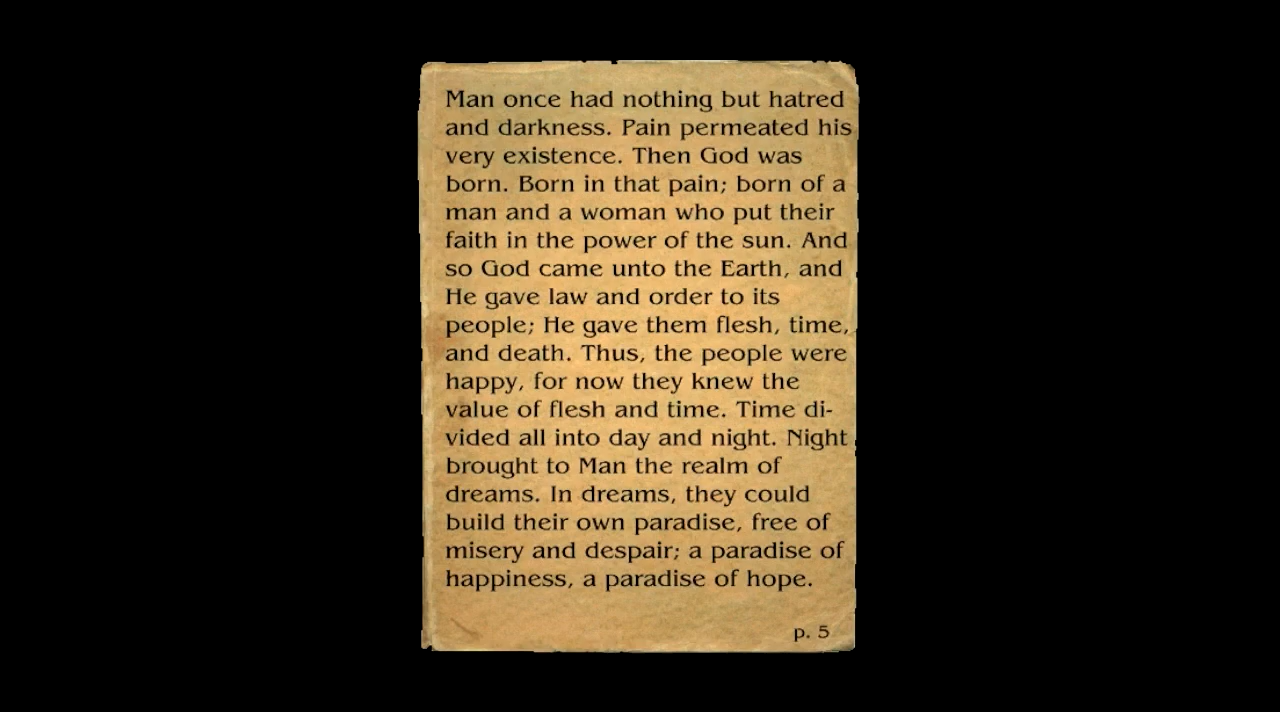 Man once had nothing but hatred
and darkness. Pain permeated his
very existence. Then God was
born. Born in that pain; born of a
man and a woman who put their
faith in the power of the sun. And
so God came unto the Earth, and
He gave law and order to its
people; He gave them flesh, time,
and death. Thus, the people were
happy, for now they knew the
value of flesh and time. Time di-
vided all into day and night. Night
brought to Man the realm of
dreams. In dreams, they could
build their own paradise, free of
misery and despair; a paradise of
happiness, a paradise of hope.
p. 5